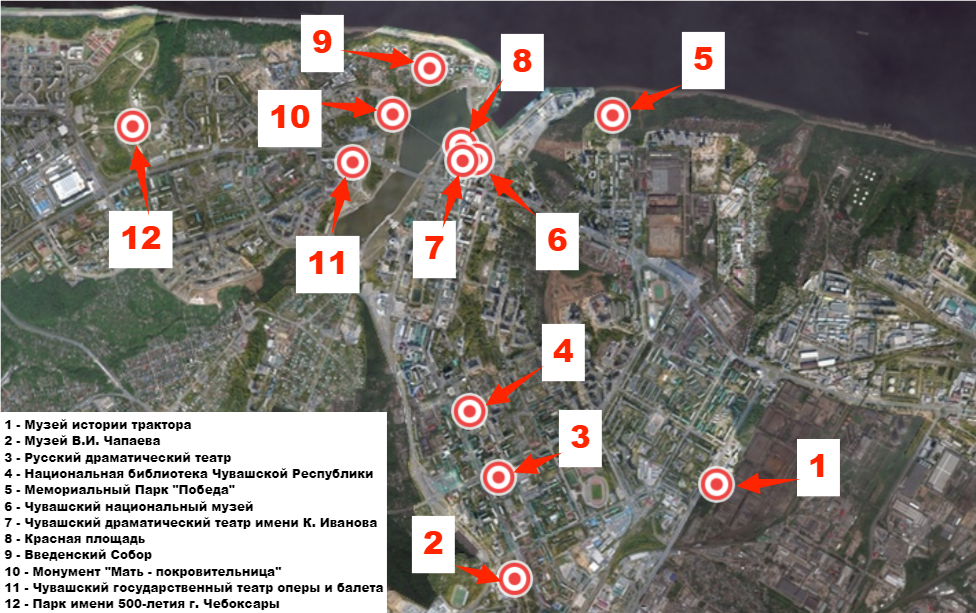 9
8
5
10
12
11
7
6
4
3
1
2
1 - Музей истории трактора
2 - Музей В.И. Чапаева
3 - Русский драматический театр
4 - Национальная библиотека Чувашской Республики
5 - Мемориальный Парк "Победа"
6 - Чувашский национальный музей
7 - Чувашский драматический театр имени К. Иванова
8 - Красная площадь
9 - Введенский Собор
10 - Монумент "Мать - покровительница"
11 - Чувашский государственный театр оперы и балета
12 - Парк имени 500-летия г. Чебоксары